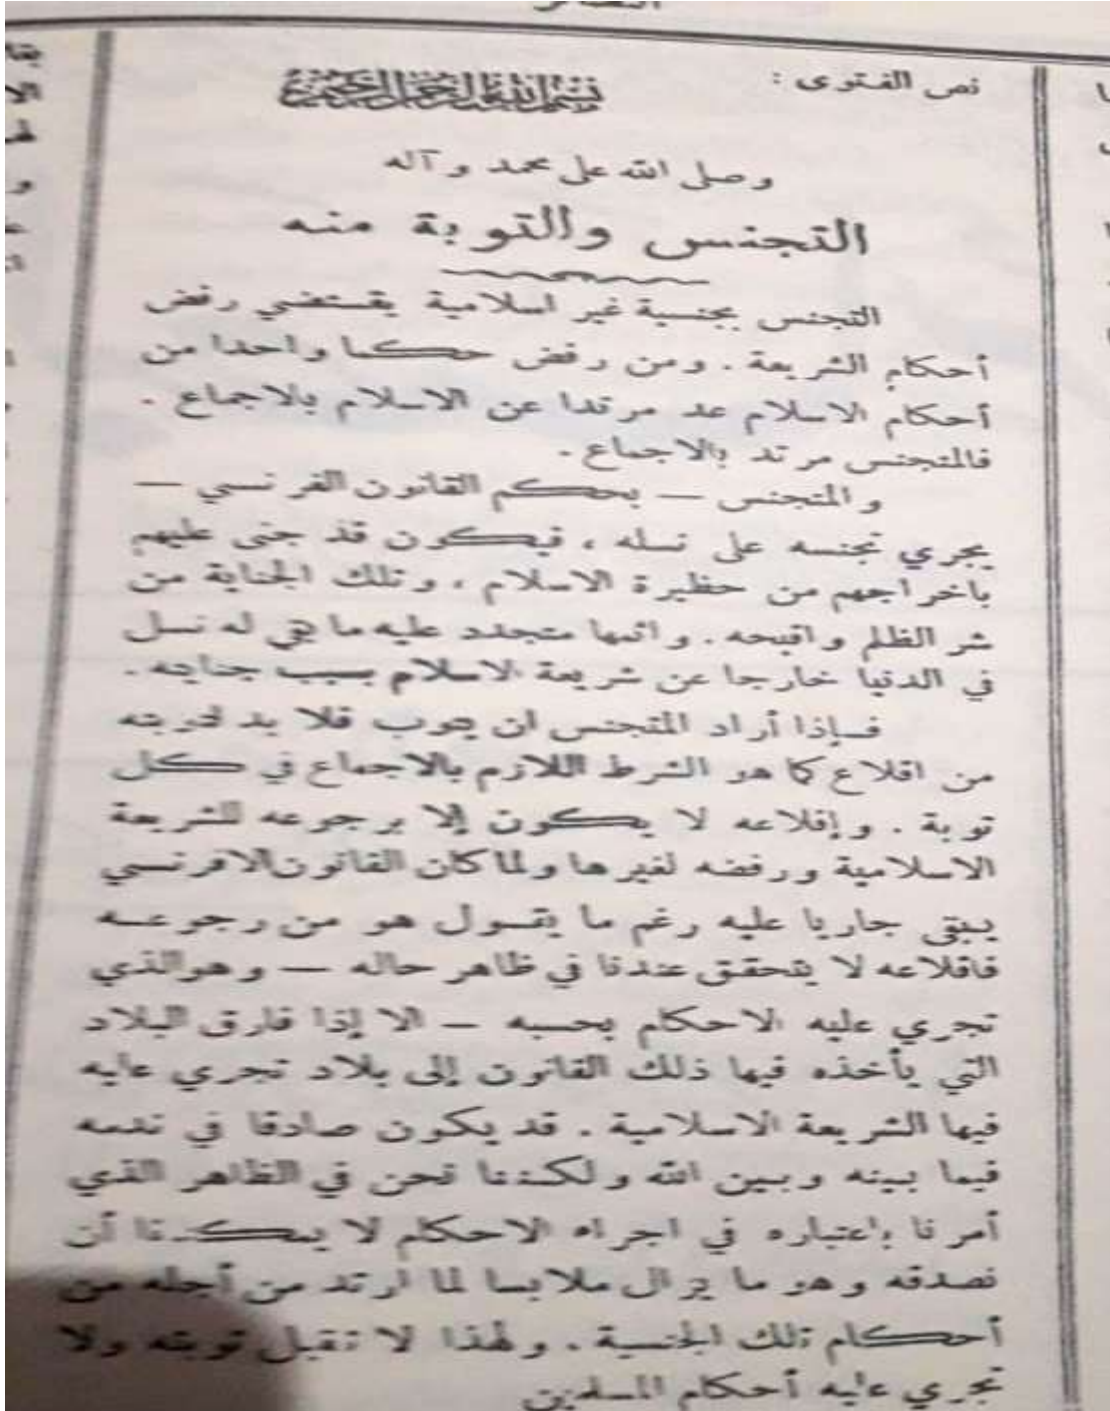 نص الفتوى :
بسم الله الرحمن الرحيم
وصلى الله على محمد وآله
التجنس والتوبة منه
التجنس بجنسية غير اسلامية يقتضي رفض
أحكام الشريعة . ومن رفض حكما واحدا من
أحكام الاسلام عد مرتدا عن الاسلام بالاجماع .
فالمتجنس مرتد بالاجماع .
والمتجنس — بحكم القانون الفرنسي —
يجري تجنسه على نسله ، فيكون قد جنى عليهم
باخراجهم من حظيرة الاسلام ، وتلك الجناية من
شر الظلم واقبحه . واثمها متجدد عليه ما بقي له نسل
في الدنيا خارجا عن شريعة الاسلام بسبب جنايته .
فإذا أراد المتجنس ان يتوب فلا بد لتوبته
من اقلاع كما هو الشرط اللازم بالاجماع في كل
توبة . وإقلاعه لا يكون إلا برجوعه للشريعة
الاسلامية ورفضه لغيرها ولما كان القانون الافرنسي
يبقى جاريا عليه رغم ما يقول هو من رجوعه
فاقلاعه لا يتحقق عندنا في ظاهر حاله — وهو الذي
تجري عليه الاحكام بحسبه — الا إذا فارق البلاد
التي يأخذه فيها ذلك القانون إلى بلاد تجري عليه
فيها الشريعة الاسلامية . قد يكون صادقا في ندمه
فيما بينه وبين الله ولكننا نحن في الظاهر الذي
أمرنا باعتباره في اجراء الاحكام لا يمكننا أن
نصدقه وهو ما يزال ملابسا لما ارتد من أجله من
أحكام تلك الجنسية . ولهذا لا تقبل توبته ولا
تجري عليه أحكام المسلمين